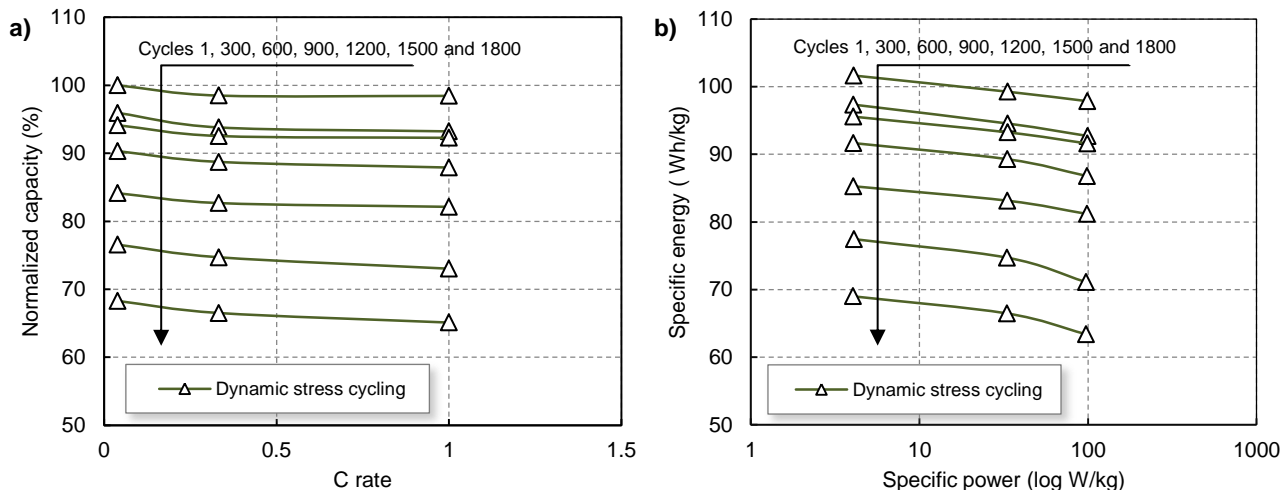 a)
Cycles 1, 300, 600, 900, 1200, 1500 and 1800
Normalized capacity (%)
110
100
90
80
70
60
50
Dynamic stress cycling
0 0.5 1 1.5
C rate
b)
Cycles 1, 300, 600, 900, 1200, 1500 and 1800
Specific energy ( Wh/kg)
110
100
90
80
70
60
50
Dynamic stress cycling
1 10 100 1000
Specific power (log W/kg)